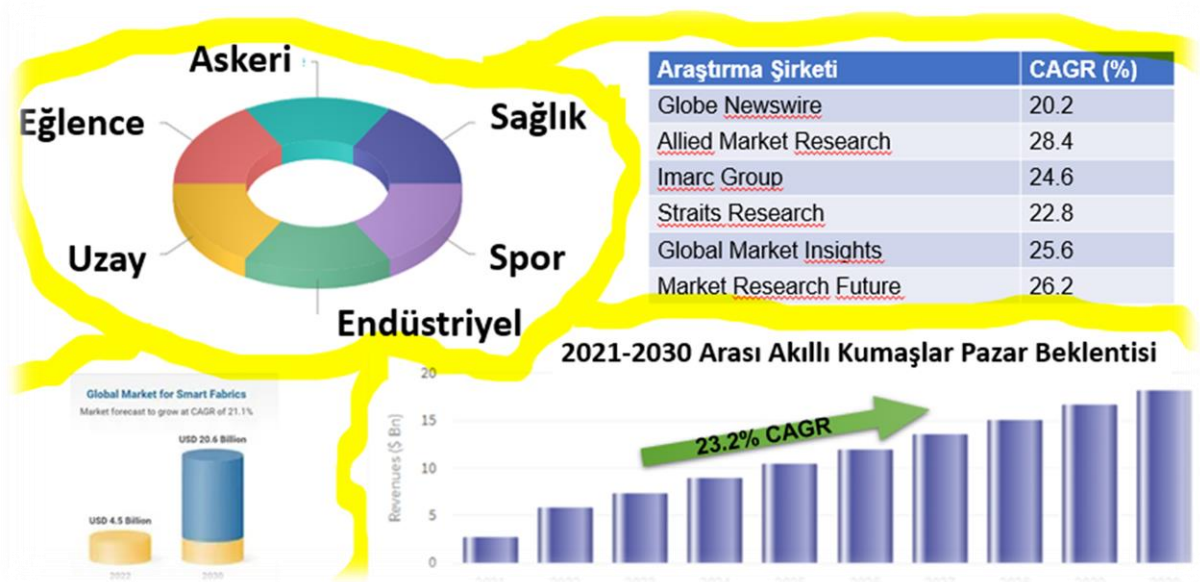 Askeri
Eğlence
Sağlık
Uzay
Spor
Endüstriyel
Araştırma Şirketi CAGR (%)
Globe Newswire 20.2
Allied Market Research 28.4
Imarc Group 24.6
Straits Research 22.8
Global Market Insights 25.6
Market Research Future 26.2
Global Market for Smart Fabrics
Market forecast to grow at CAGR of 21.1%
USD 20.6 Billion
USD 4.5 Billion
2022 2030
2021-2030 Arası Akıllı Kumaşlar Pazar Beklentisi
23.2% CAGR
Revenues ($ Bn)
20
15
10
5
0